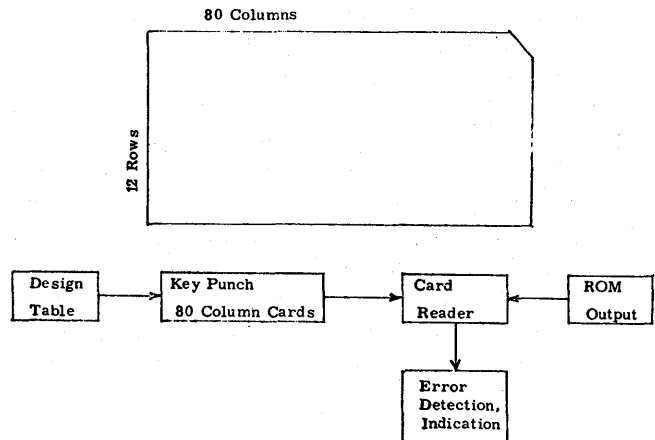 80 Columns
12 Rows
Design
Table
Key Punch
80 Column Cards
Card
Reader
ROM
Output
Error
Detection,
Indication